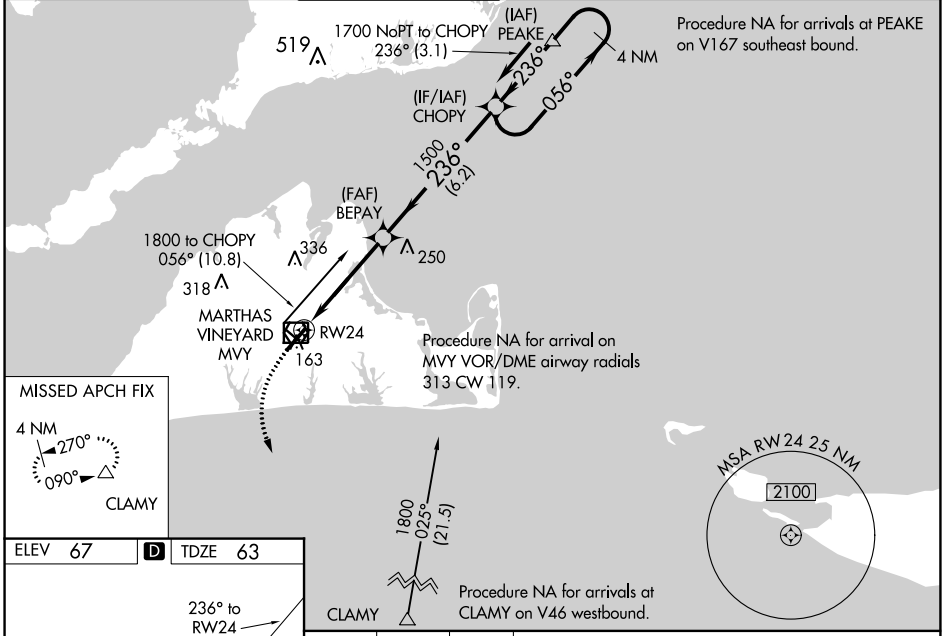 519
1700 NoPT to CHOPY
236° (3.1)
(IAF)
PEAKE
236°
056°
4 NM
Procedure NA for arrivals at PEAKE
on V167 southeast bound.
(IF/IAF)
CHOPY
1500
236°
(6.2)
(FAF)
BEPAY
250
1800 to CHOPY
056° (10.8)
336
318
MARTHAS
VINEYARD
MVY
RW24
163
Procedure NA for arrival on
MVY VOR/DME airway radials
313 CW 119.
MISSED APCH FIX
4 NM
270°
090°
CLAMY
MSA RW24 25 NM
2100
1800
025°
(21.5)
CLAMY
Procedure NA for arrivals at
CLAMY on V46 westbound.
ELEV 67
D
TDZE 63
236° to
RW24